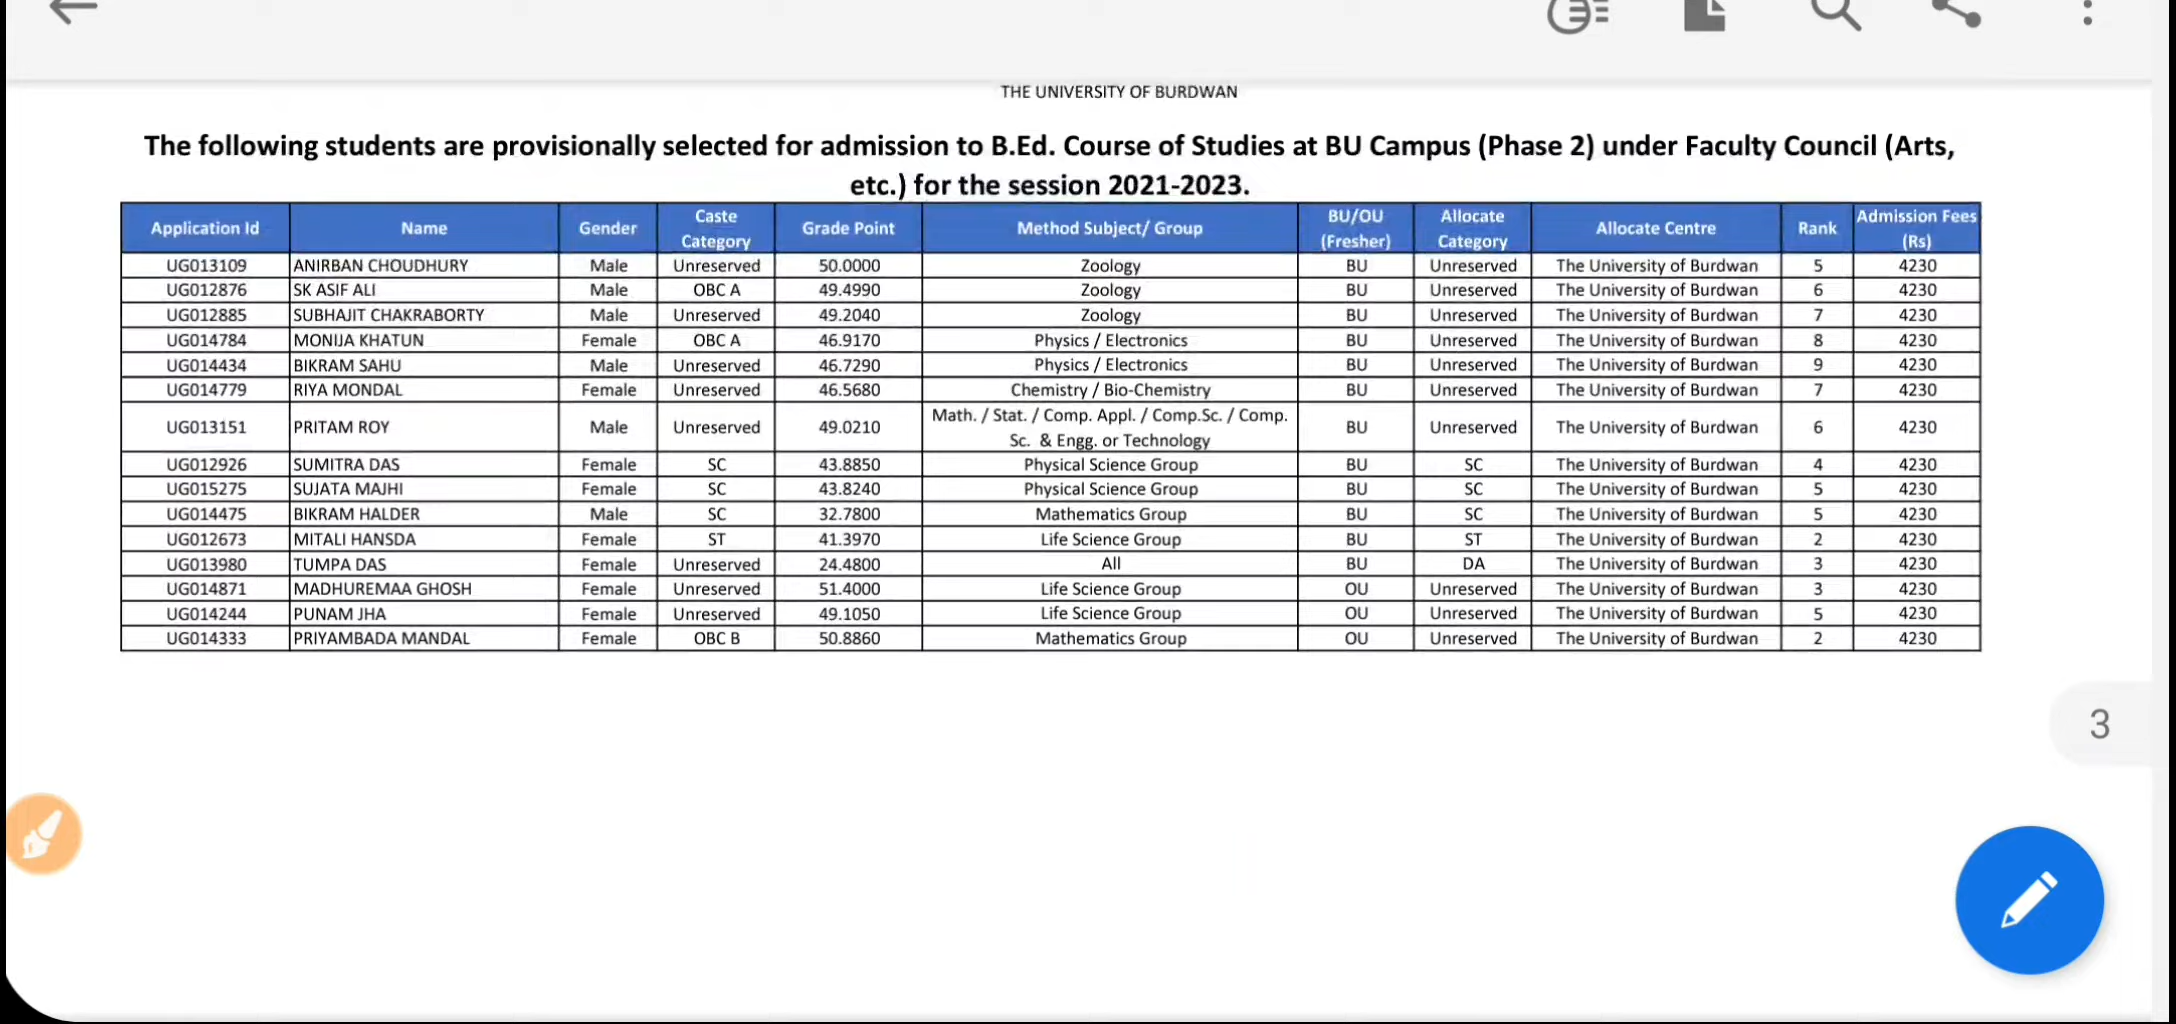 THE UNIVERSITY OF BURDWAN
The following students are provisionally selected for admission to B.Ed. Course of Studies at BU Campus (Phase 2) under Faculty Council (Arts,
etc.) for the session 2021-2023.
Application Id Name Gender Caste Category Grade Point Method Subject/ Group BU/OU (Fresher) Allocate Category Allocate Centre Rank Admission Fees (Rs)
UG013109 ANIRBAN CHOUDHURY Male Unreserved 50.0000 Zoology BU Unreserved The University of Burdwan 5 4230
UG012876 SK ASIF ALI Male OBC A 49.4990 Zoology BU Unreserved The University of Burdwan 6 4230
UG012885 SUBHAJIT CHAKRABORTY Male Unreserved 49.2040 Zoology BU Unreserved The University of Burdwan 7 4230
UG014784 MONIJA KHATUN Female OBC A 46.9170 Physics / Electronics BU Unreserved The University of Burdwan 8 4230
UG014434 BIKRAM SAHU Male Unreserved 46.7290 Physics / Electronics BU Unreserved The University of Burdwan 9 4230
UG014779 RIYA MONDAL Female Unreserved 46.5680 Chemistry / Bio-Chemistry BU Unreserved The University of Burdwan 7 4230
UG013151 PRITAM ROY Male Unreserved 49.0210 Math. / Stat. / Comp. Appl. / Comp.Sc. / Comp. Sc. & Engg. or Technology BU Unreserved The University of Burdwan 6 4230
UG012926 SUMITRA DAS Female SC 43.8850 Physical Science Group BU SC The University of Burdwan 4 4230
UG015275 SUJATA MAJHI Female SC 43.8240 Physical Science Group BU SC The University of Burdwan 5 4230
UG014475 BIKRAM HALDER Male SC 32.7800 Mathematics Group BU SC The University of Burdwan 5 4230
UG012673 MITALI HANSDA Female ST 41.3970 Life Science Group BU ST The University of Burdwan 2 4230
UG013980 TUMPA DAS Female Unreserved 24.4800 All BU DA The University of Burdwan 3 4230
UG014871 MADHUREMAA GHOSH Female Unreserved 51.4000 Life Science Group OU Unreserved The University of Burdwan 3 4230
UG014244 PUNAM JHA Female Unreserved 49.1050 Life Science Group OU Unreserved The University of Burdwan 5 4230
UG014333 PRIYAMBADA MANDAL Female OBC B 50.8860 Mathematics Group OU Unreserved The University of Burdwan 2 4230
3